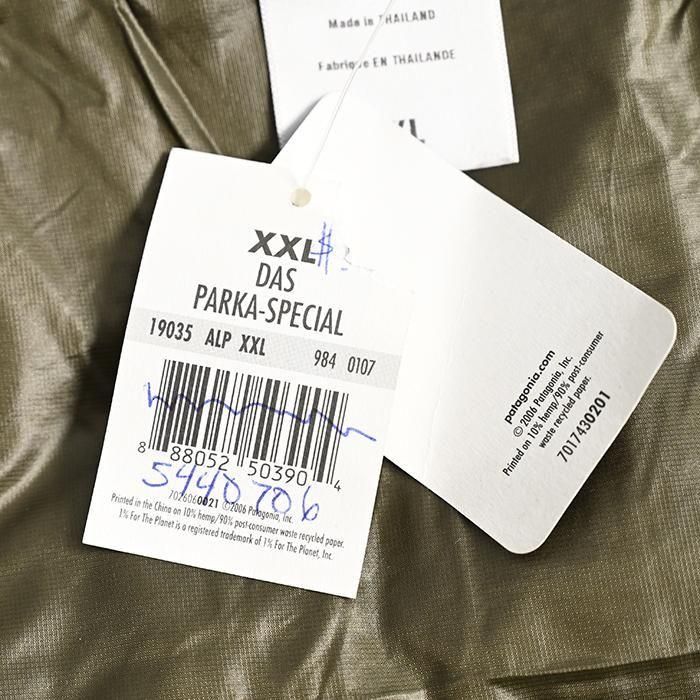 Made in THAILAND
Fabriqué EN THAILANDE
XXL $
DAS
PARKA-SPECIAL
19035 ALP XXL 984 0107
8 88052 50390 4
5440706
7026060021 ©2006 Patagonia, Inc.
Printed in the China on 10% hemp/90% post-consumer waste recycled paper.
1% For The Planet is a registered trademark of 1% For The Planet, Inc.
patagonia.com
© 2006 Patagonia, Inc.
Printed on 10% hemp/90% post-consumer
waste recycled paper.
7017430201